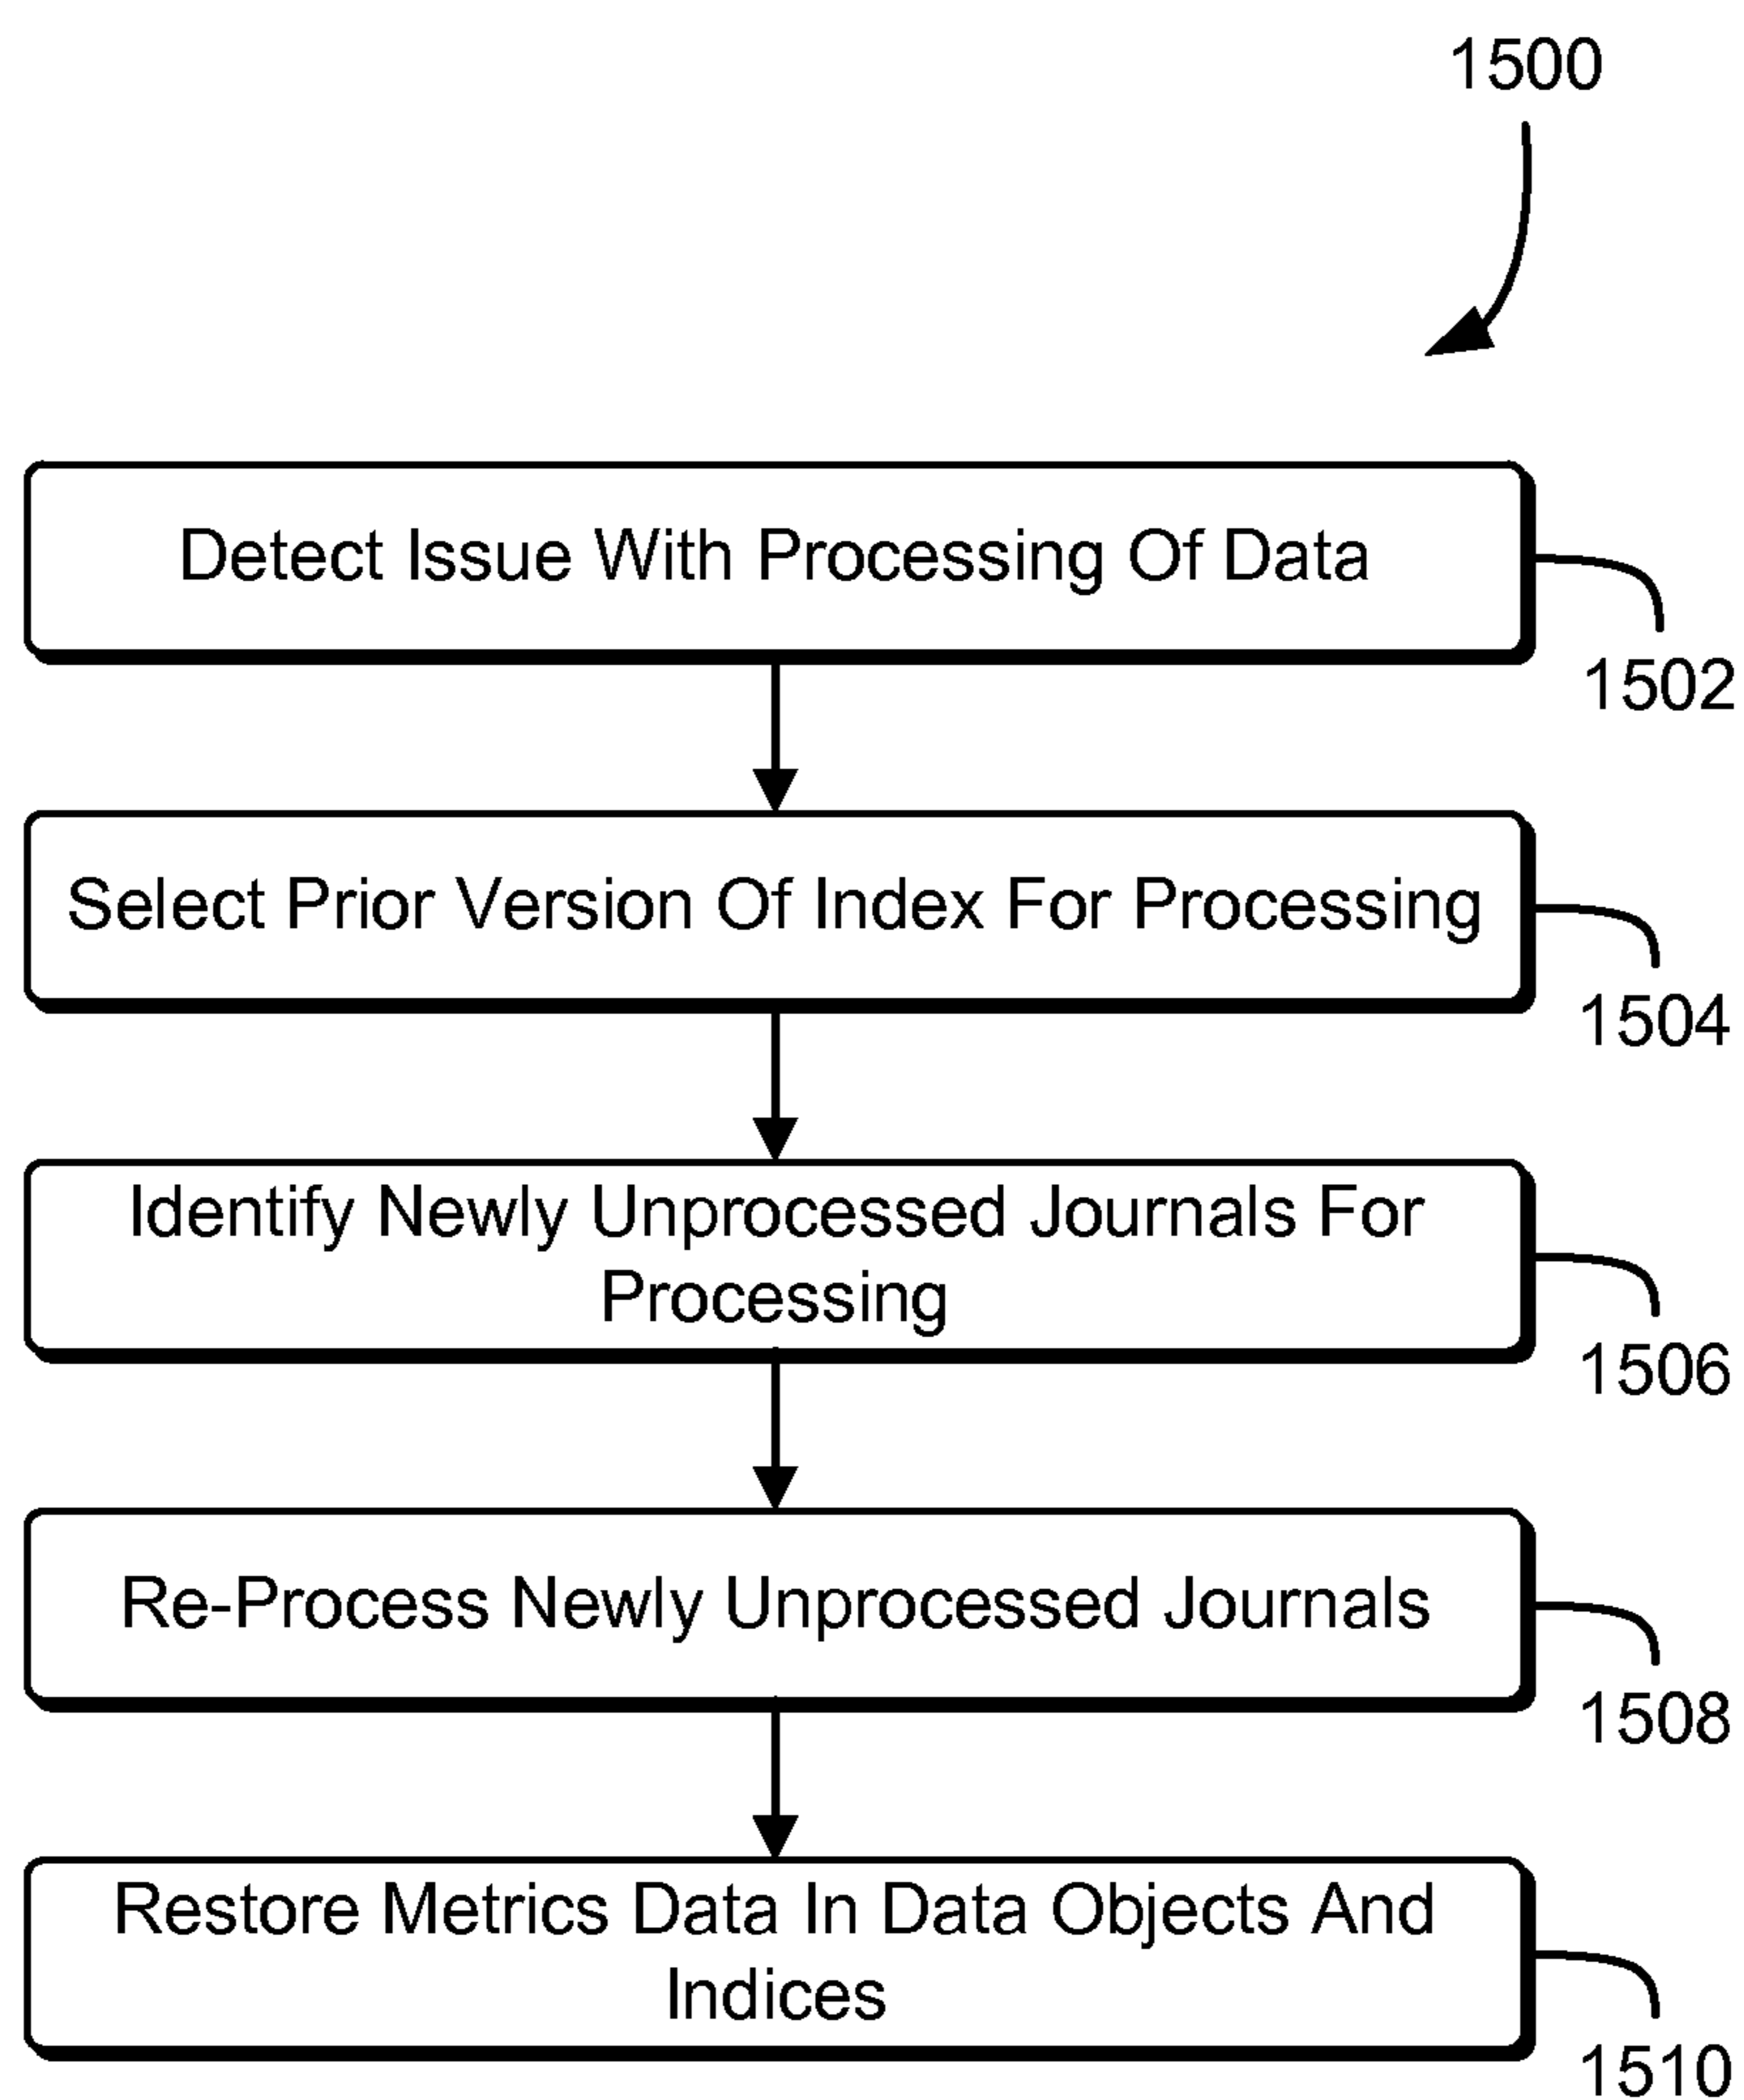 1500
Detect Issue With Processing Of Data
1502
Select Prior Version Of Index For Processing
1504
Identify Newly Unprocessed Journals For
Processing
1506
Re-Process Newly Unprocessed Journals
1508
Restore Metrics Data In Data Objects And
Indices
1510